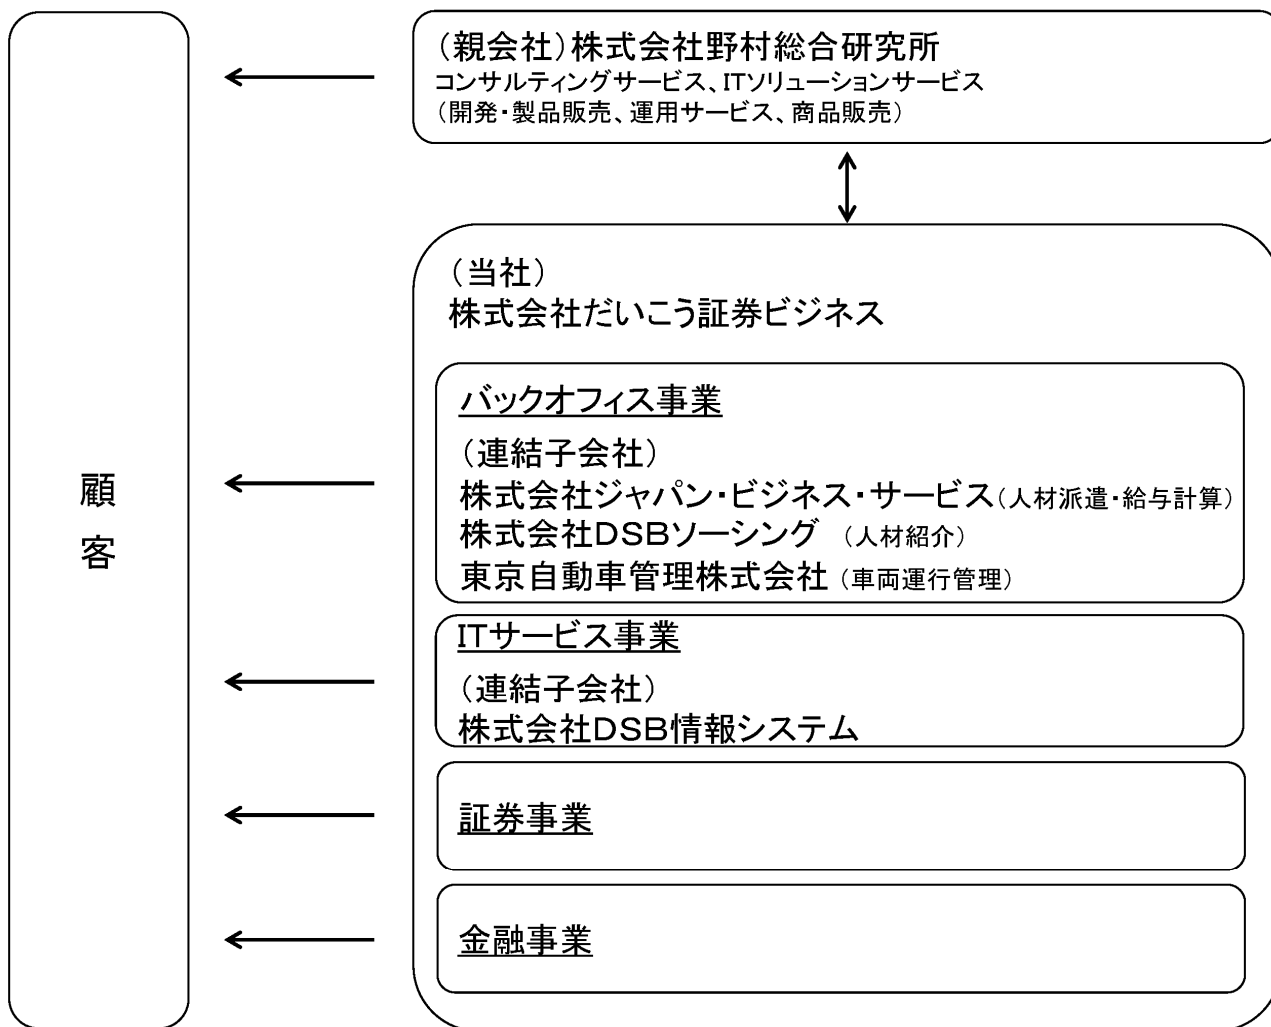 顧
客
（親会社）株式会社野村総合研究所
コンサルティングサービス、ITソリューションサービス
（開発・製品販売、運用サービス、商品販売）
（当社）
株式会社だいこう証券ビジネス
バックオフィス事業
（連結子会社）
株式会社ジャパン・ビジネス・サービス（人材派遣・給与計算）
株式会社DSBソーシング （人材紹介）
東京自動車管理株式会社（車両運行管理）
ITサービス事業
（連結子会社）
株式会社DSB情報システム
証券事業
金融事業